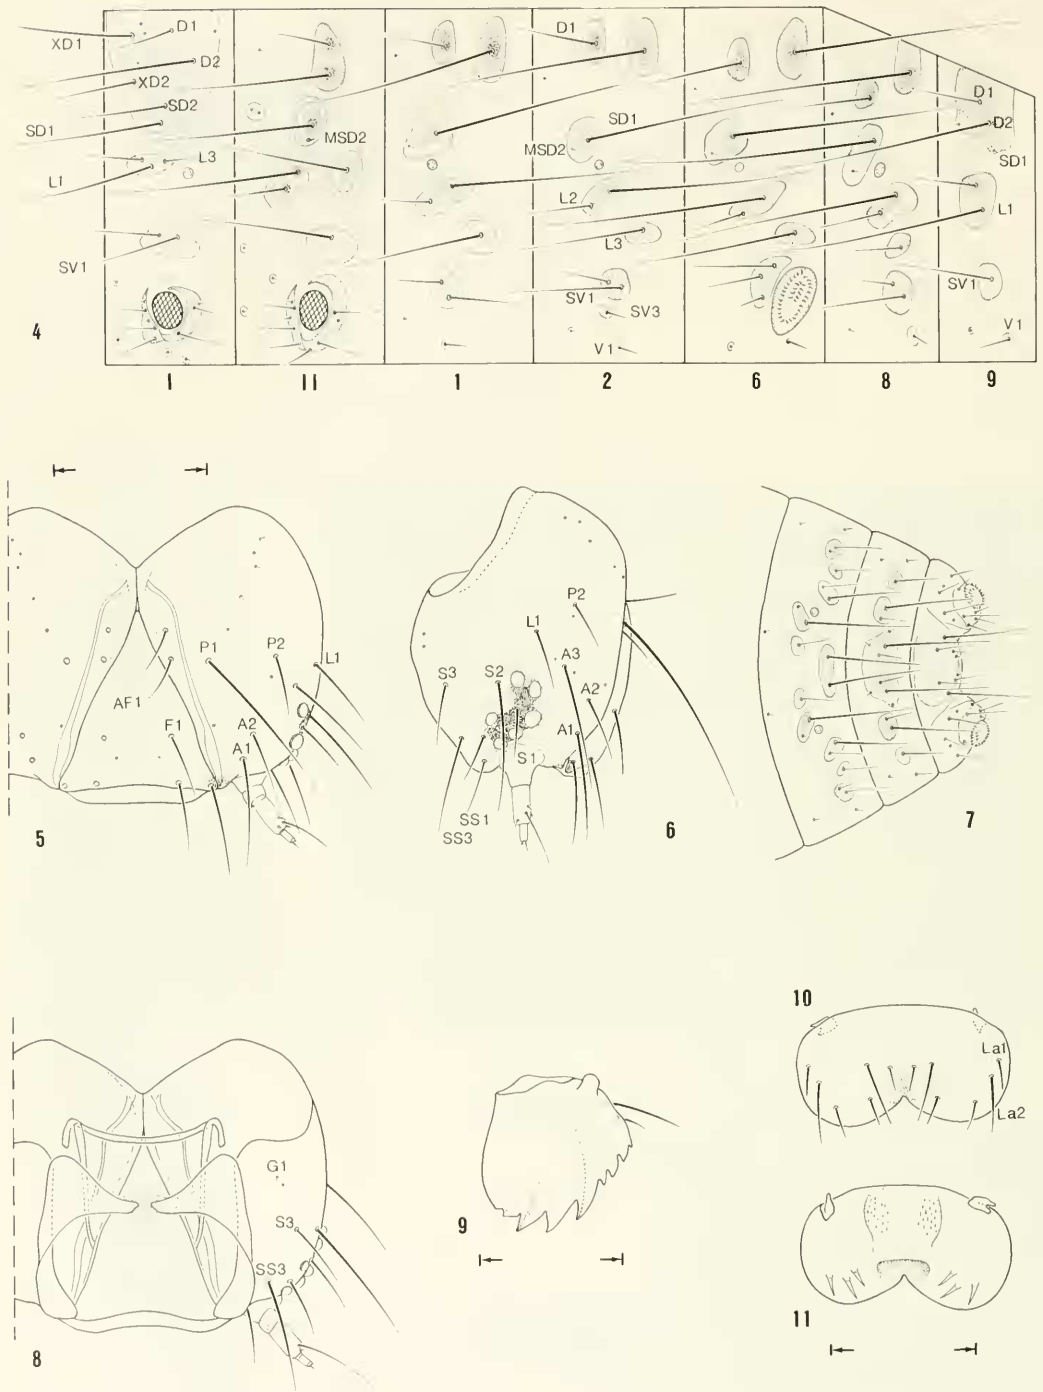 XD1
D1
D2
XD2
SD2
SD1
L3
L1
SV1
MSD2
D1
SD1
MSD2
L2
L3
SV1
SV3
V1
D1
D2
SD1
L1
SV1
V1
4
I
II
1
2
6
8
9
P1
P2
L1
AF1
F1
A2
A1
5
P2
L1
A3
S3
S2
A2
A1
S1
SS1
SS3
6
7
10
La1
La2
G1
S3
SS3
8
9
11